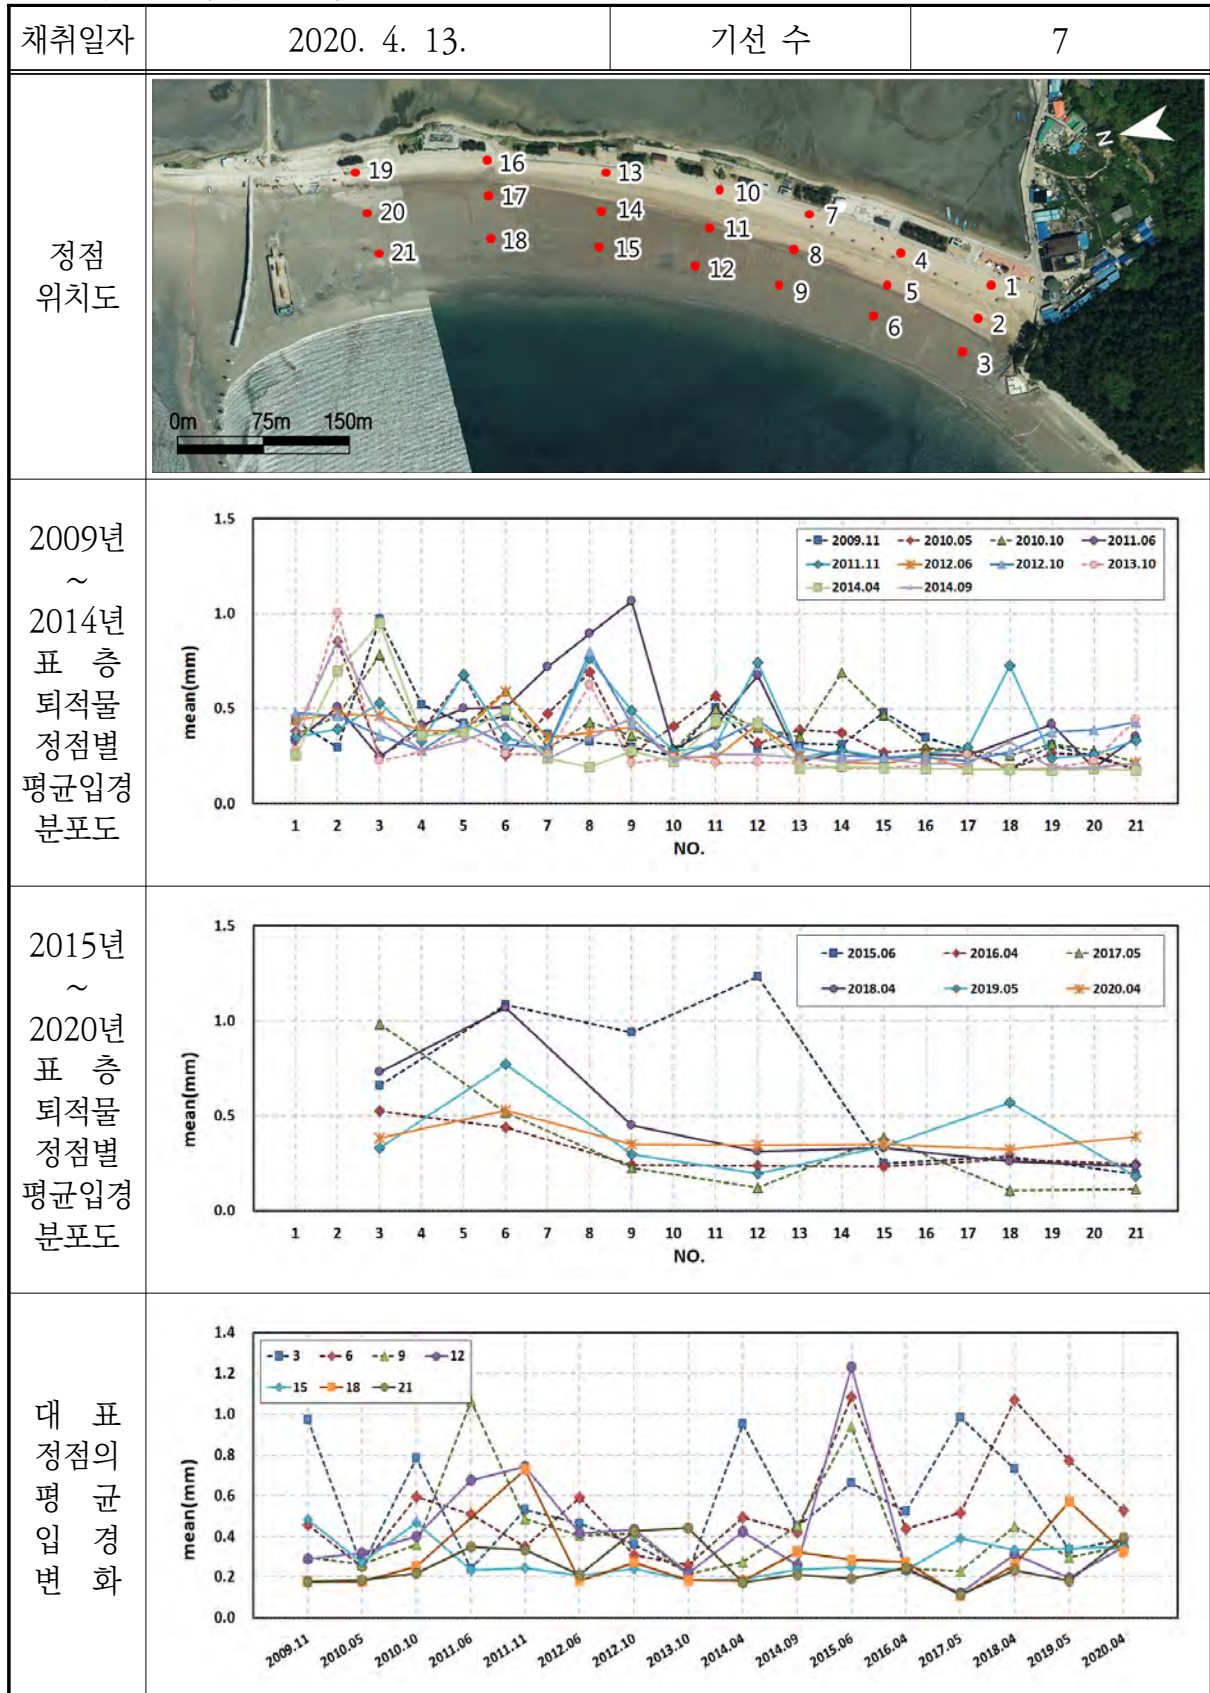 채취일자
2020. 4. 13.
기선 수
7
정점
위치도
N
19
16
13
10
7
4
1
20
17
14
11
8
5
2
21
18
15
12
9
6
3
0m 75m 150m
2009년
~
2014년
표 층
퇴적물
정점별
평균입경
분포도
1.5
1.0
0.5
0.0
mean(mm)
2009.11 2010.05 2010.10 2011.06
2011.11 2012.06 2012.10 2013.10
2014.04 2014.09
1 2 3 4 5 6 7 8 9 10 11 12 13 14 15 16 17 18 19 20 21
NO.
2015년
~
2020년
표 층
퇴적물
정점별
평균입경
분포도
1.5
1.0
0.5
0.0
mean(mm)
2015.06 2016.04 2017.05
2018.04 2019.05 2020.04
1 2 3 4 5 6 7 8 9 10 11 12 13 14 15 16 17 18 19 20 21
NO.
대 표
정점의
평 균
입 경
변 화
1.4
1.2
1.0
0.8
0.6
0.4
0.2
0.0
mean(mm)
3 6 9 12
15 18 21
2009.11 2010.05 2010.10 2011.06 2011.11 2012.06 2012.10 2013.10 2014.04 2014.09 2015.06 2016.04 2017.05 2018.04 2019.05 2020.04